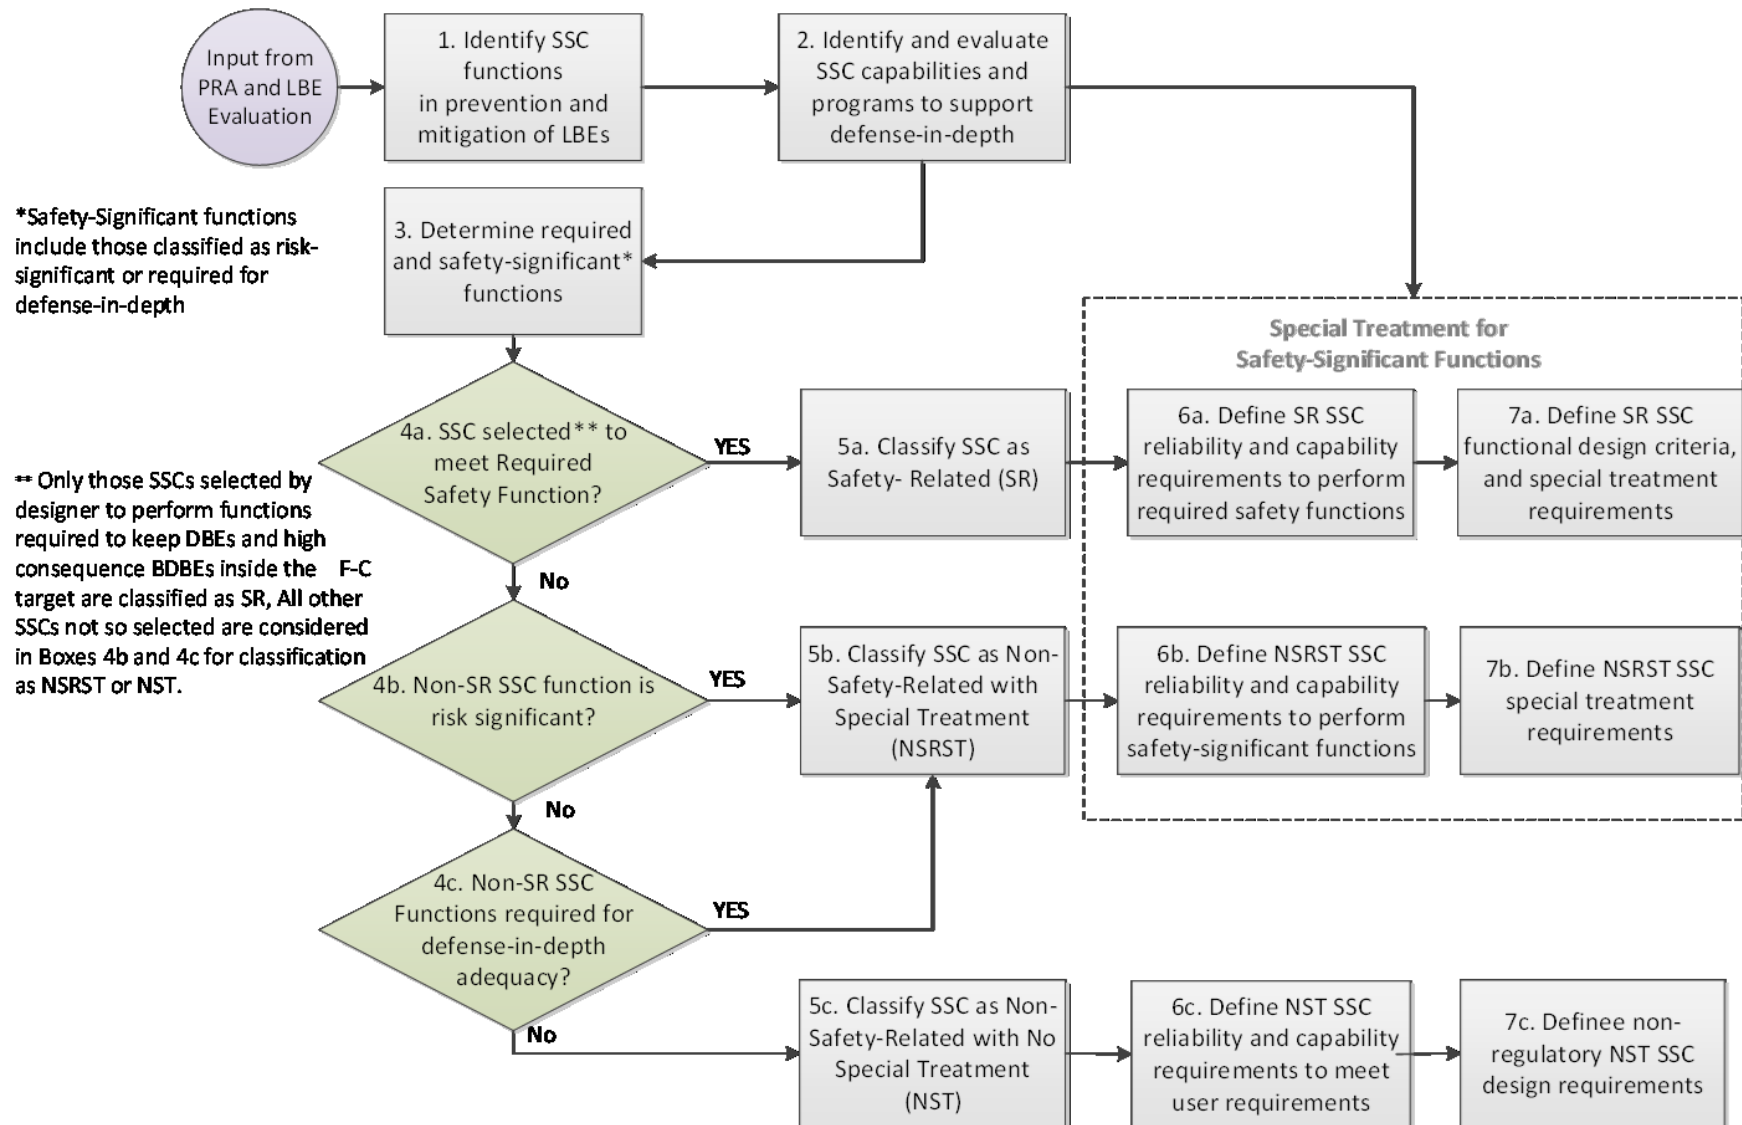 Input from
PRA and LBE
Evaluation
1. Identify SSC
functions
in prevention and
mitigation of LBEs
2. Identify and evaluate
SSC capabilities and
programs to support
defense-in-depth
*Safety-Significant functions
include those classified as risk-
significant or required for
defense-in-depth
3. Determine required
and safety-significant*
functions
Special Treatment for
Safety-Significant Functions
4a. SSC selected** to
meet Required
Safety Function?
YES
No
5a. Classify SSC as
Safety- Related (SR)
6a. Define SR SSC
reliability and capability
requirements to perform
required safety functions
7a. Define SR SSC
functional design criteria,
and special treatment
requirements
** Only those SSCs selected by
designer to perform functions
required to keep DBEs and high
consequence BDBEs inside the F-C
target are classified as SR, All other
SSCs not so selected are considered
in Boxes 4b and 4c for classification
as NSRST or NST.
4b. Non-SR SSC function is
risk significant?
YES
No
5b. Classify SSC as Non-
Safety-Related with
Special Treatment
(NSRST)
6b. Define NSRST SSC
reliability and capability
requirements to perform
safety-significant functions
7b. Define NSRST SSC
special treatment
requirements
4c. Non-SR SSC
Functions required for
defense-in-depth
adequacy?
YES
No
5c. Classify SSC as Non-
Safety-Related with No
Special Treatment
(NST)
6c. Define NST SSC
reliability and capability
requirements to meet
user requirements
7c. Definee non-
regulatory NST SSC
design requirements